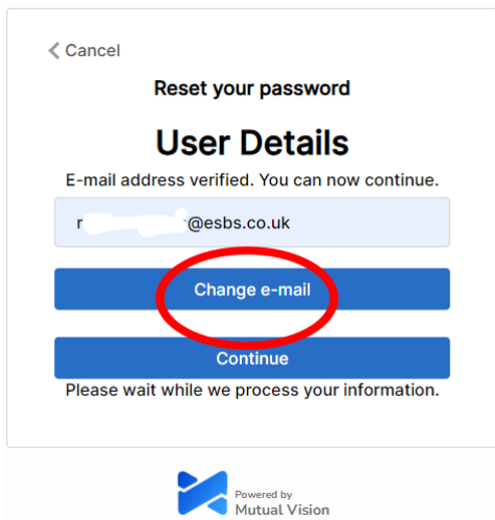 Cancel
Reset your password
User Details
E-mail address verified. You can now continue.
r @esbs.co.uk
Change e-mail
Continue
Please wait while we process your information.
Powered by
Mutual Vision